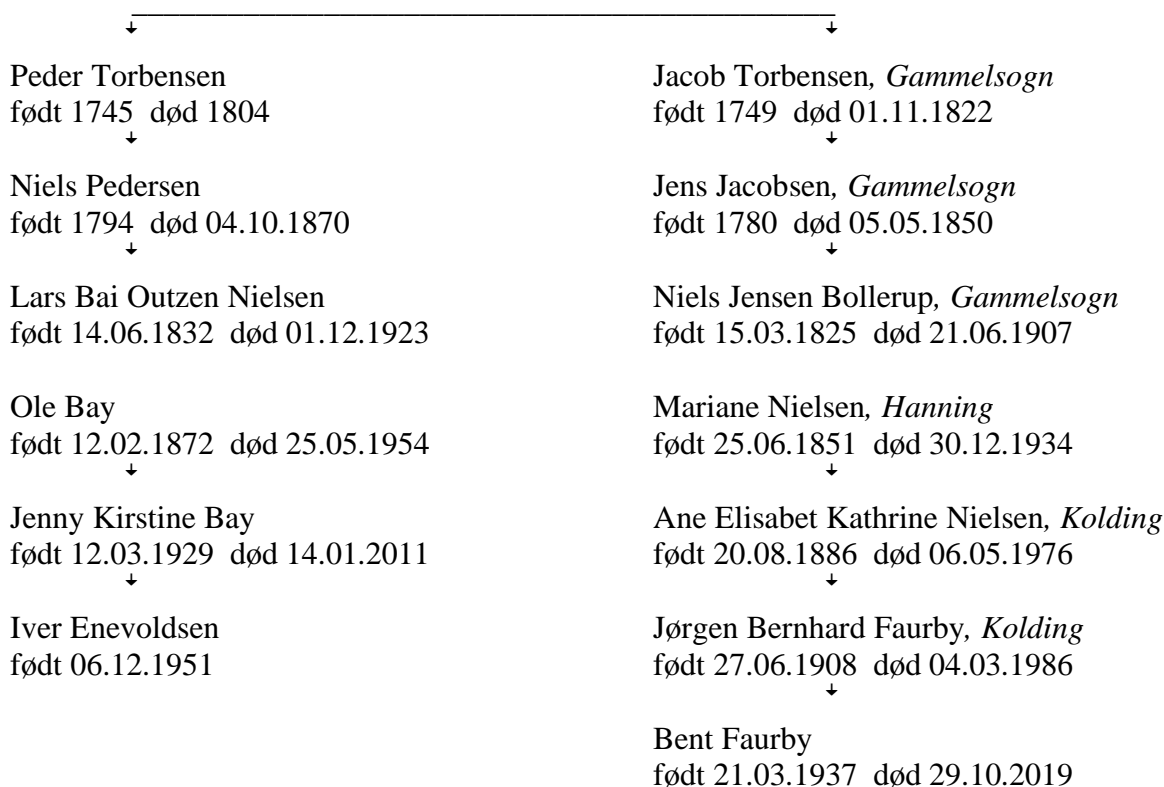 Peder Torbensen
født 1745 død 1804
Niels Pedersen
født 1794 død 04.10.1870
Lars Bai Outzen Nielsen
født 14.06.1832 død 01.12.1923
Ole Bay
født 12.02.1872 død 25.05.1954
Jenny Kirstine Bay
født 12.03.1929 død 14.01.2011
Iver Enevoldsen
født 06.12.1951
Jacob Torbensen, Gammelsogn
født 1749 død 01.11.1822
Jens Jacobsen, Gammelsogn
født 1780 død 05.05.1850
Niels Jensen Bollerup, Gammelsogn
født 15.03.1825 død 21.06.1907
Mariane Nielsen, Hanning
født 25.06.1851 død 30.12.1934
Ane Elisabet Kathrine Nielsen, Kolding
født 20.08.1886 død 06.05.1976
Jørgen Bernhard Faurby, Kolding
født 27.06.1908 død 04.03.1986
Bent Faurby
født 21.03.1937 død 29.10.2019